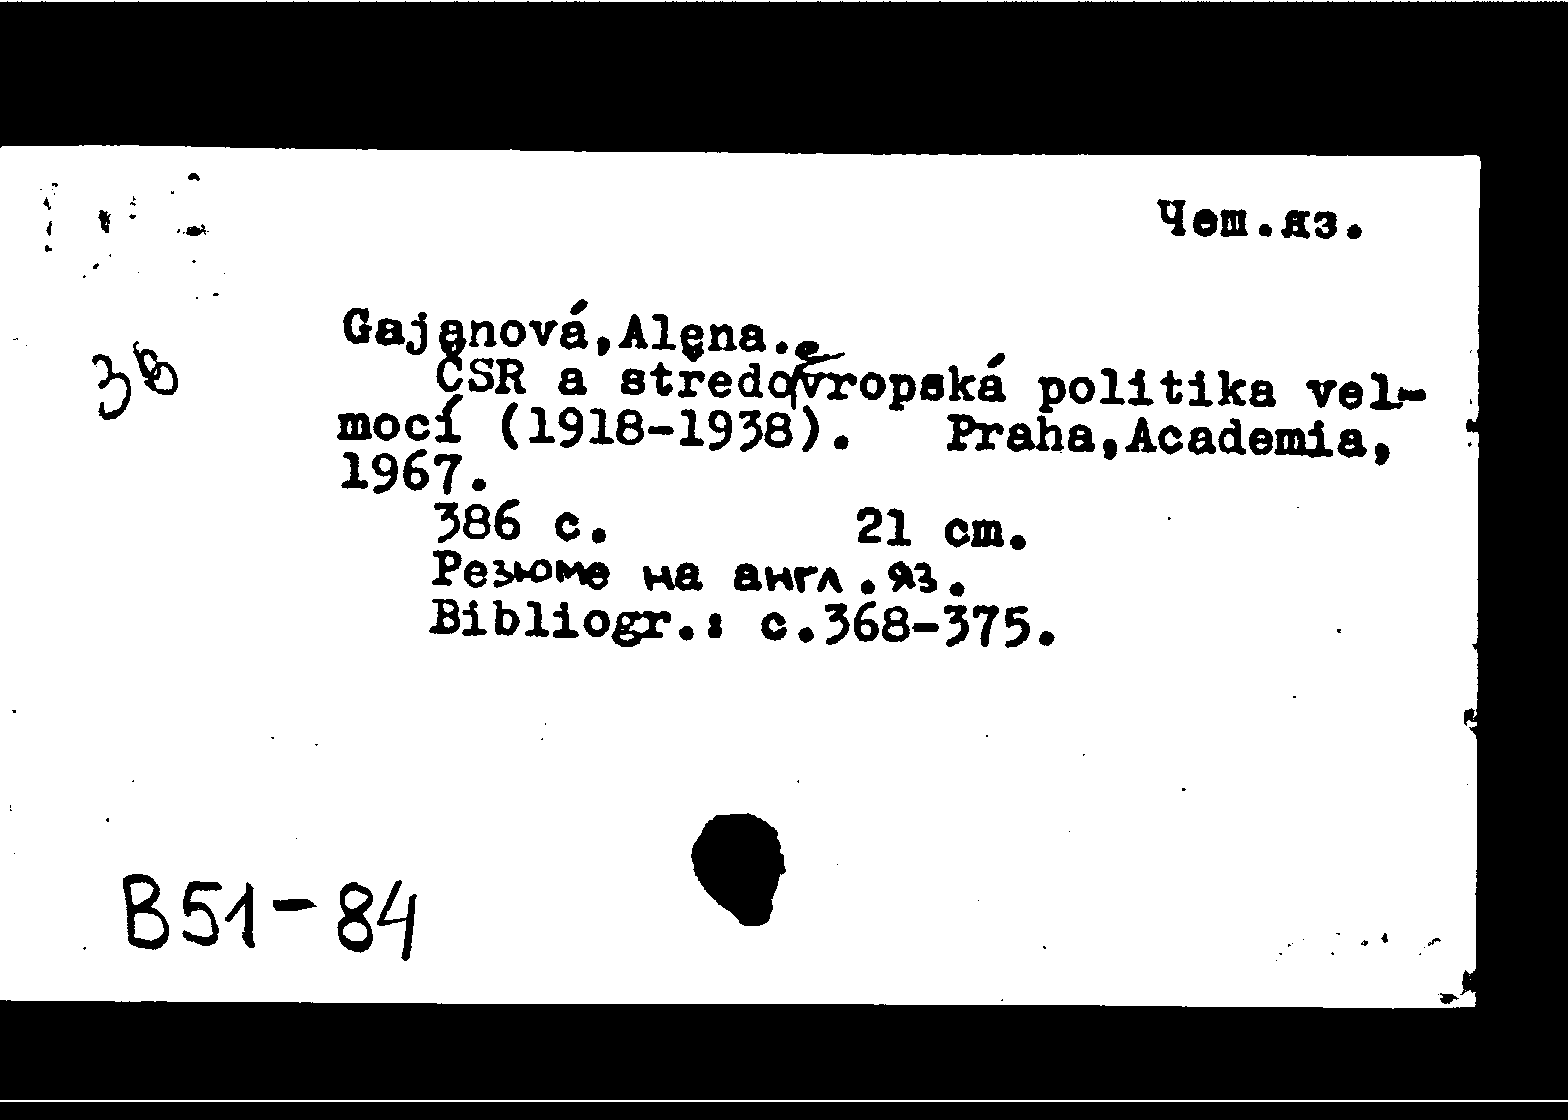 Чеш.яз.
Gajanová,Alena.
ČSR a středoevropská politika vel-
mocí (1918-1938). Praha,Academia,
1967.
386 с. 21 cm.
Резюме на англ.яз.
Bibliogr.: с.368-375.
B51-84